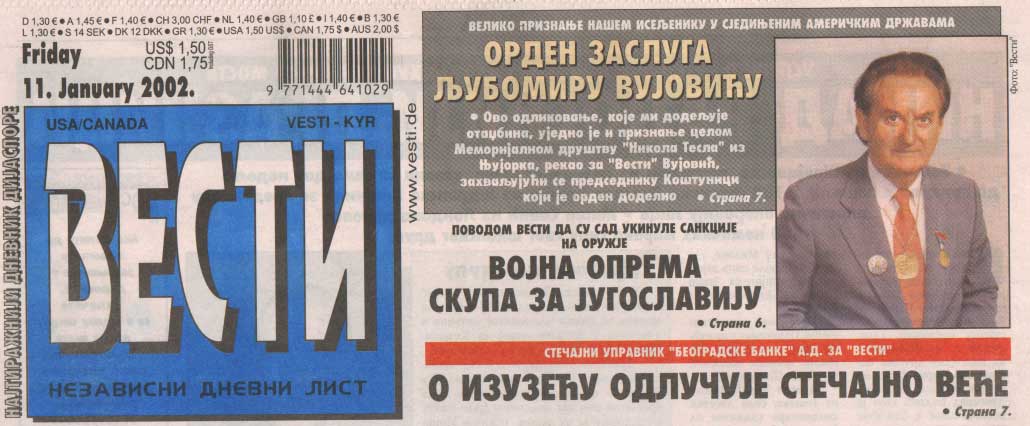 D 1,30 € ● A 1,45 € ● F 1,40 € ● CH 3,00 CHF ● NL 1,40 € ● GB 1,10 £ ● I 1,40 € ● B 1,30 €
L 1,30 € ● S 14 SEK ● DK 12 DKK ● GR 1,30 € ● USA 1,50 US$ ● CAN 1,75 $ ● AUS 2,00 $
Friday
11. January 2002.
US$ 1,50
CDN 1,75
9 771444 641029
НАЈТИРАЖНИЈИ ДНЕВНИК ДИЈАСПОРЕ
USA/CANADA VESTI - KYR
ВЕСТИ
НЕЗАВИСНИ ДНЕВНИ ЛИСТ
www.vesti.de
ВЕЛИКО ПРИЗНАЊЕ НАШЕМ ИСЕЉЕНИКУ У СЈЕДИЊЕНИМ АМЕРИЧКИМ ДРЖАВАМА
ОРДЕН ЗАСЛУГА
ЉУБОМИРУ ВУЈОВИЋУ
● Ово одликовање, које ми додељује
отаџбина, уједно је и признање целом
Меморијалном друштву "Никола Тесла" из
Њујорка, рекао за "Вести" Вујовић,
захваљујући се председнику Коштуници
који је орден доделио ● Страна 7.
Фото: "Вести"
ПОВОДОМ ВЕСТИ ДА СУ САД УКИНУЛЕ САНКЦИЈЕ
НА ОРУЖЈЕ
ВОЈНА ОПРЕМА
СКУПА ЗА ЈУГОСЛАВИЈУ
● Страна 6.
СТЕЧАЈНИ УПРАВНИК "БЕОГРАДСКЕ БАНКЕ" А.Д. ЗА "ВЕСТИ"
О ИЗУЗЕЋУ ОДЛУЧУЈЕ СТЕЧАЈНО ВЕЋЕ
● Страна 7.